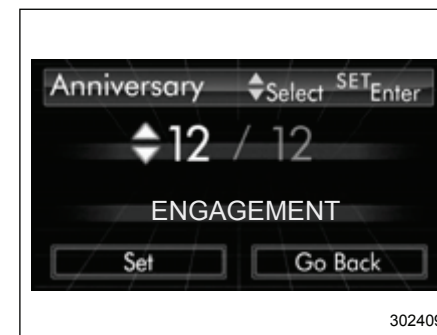 Anniversary Select SET Enter
12 / 12
ENGAGEMENT
Set Go Back
302409